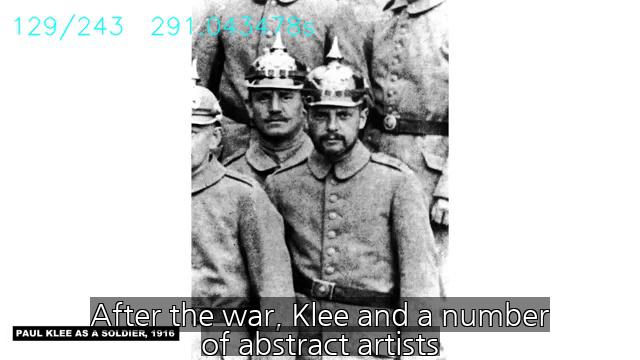 129/243 291.043478s
After the war, Klee and a number
PAUL KLEE AS A SOLDIER, 1916
of abstract artists